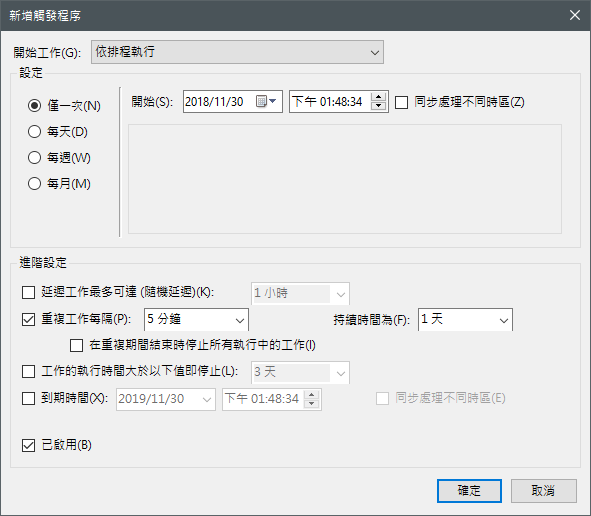 新增觸發程序
開始工作(G): 依排程執行
設定
僅一次(N)
每天(D)
每週(W)
每月(M)
開始(S): 2018/11/30 下午 01:48:34 同步處理不同時區(Z)
進階設定
延遲工作最多可達 (隨機延遲)(K): 1 小時
重複工作每隔(P): 5 分鐘 持續時間為(F): 1 天
在重複期間結束時停止所有執行中的工作(I)
工作的執行時間大於以下值即停止(L): 3 天
到期時間(X): 2019/11/30 下午 01:48:34 同步處理不同時區(E)
已啟用(B)
確定 取消